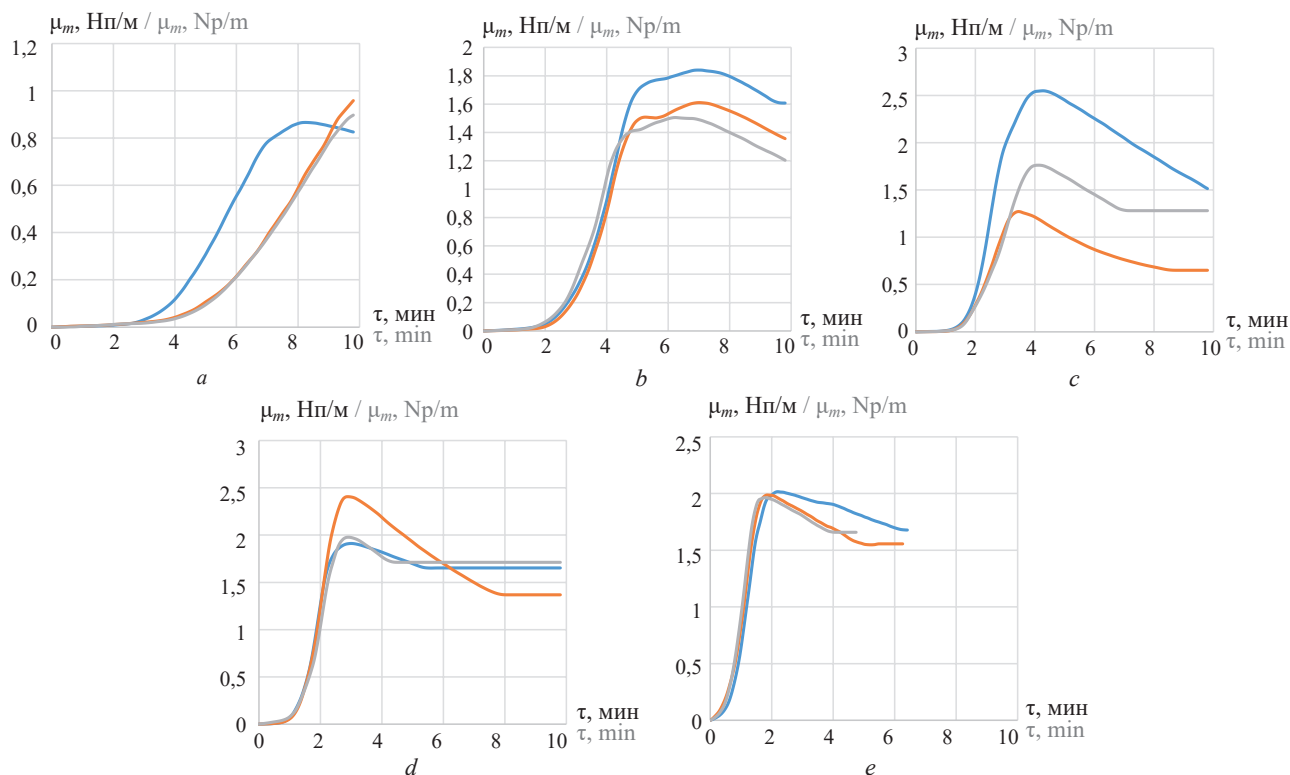 μm, Нп/м / μm, Np/m
1,2
1
0,8
0,6
0,4
0,2
0
0 2 4 6 8 10
τ, мин
τ, min
a
μm, Нп/м / μm, Np/m
2
1,8
1,6
1,4
1,2
1
0,8
0,6
0,4
0,2
0
0 2 4 6 8 10
τ, мин
τ, min
b
μm, Нп/м / μm, Np/m
3
2,5
2
1,5
1
0,5
0
0 2 4 6 8 10
τ, мин
τ, min
c
μm, Нп/м / μm, Np/m
3
2,5
2
1,5
1
0,5
0
0 2 4 6 8 10
τ, мин
τ, min
d
μm, Нп/м / μm, Np/m
2,5
2
1,5
1
0,5
0
0 2 4 6 8 10
τ, мин
τ, min
e